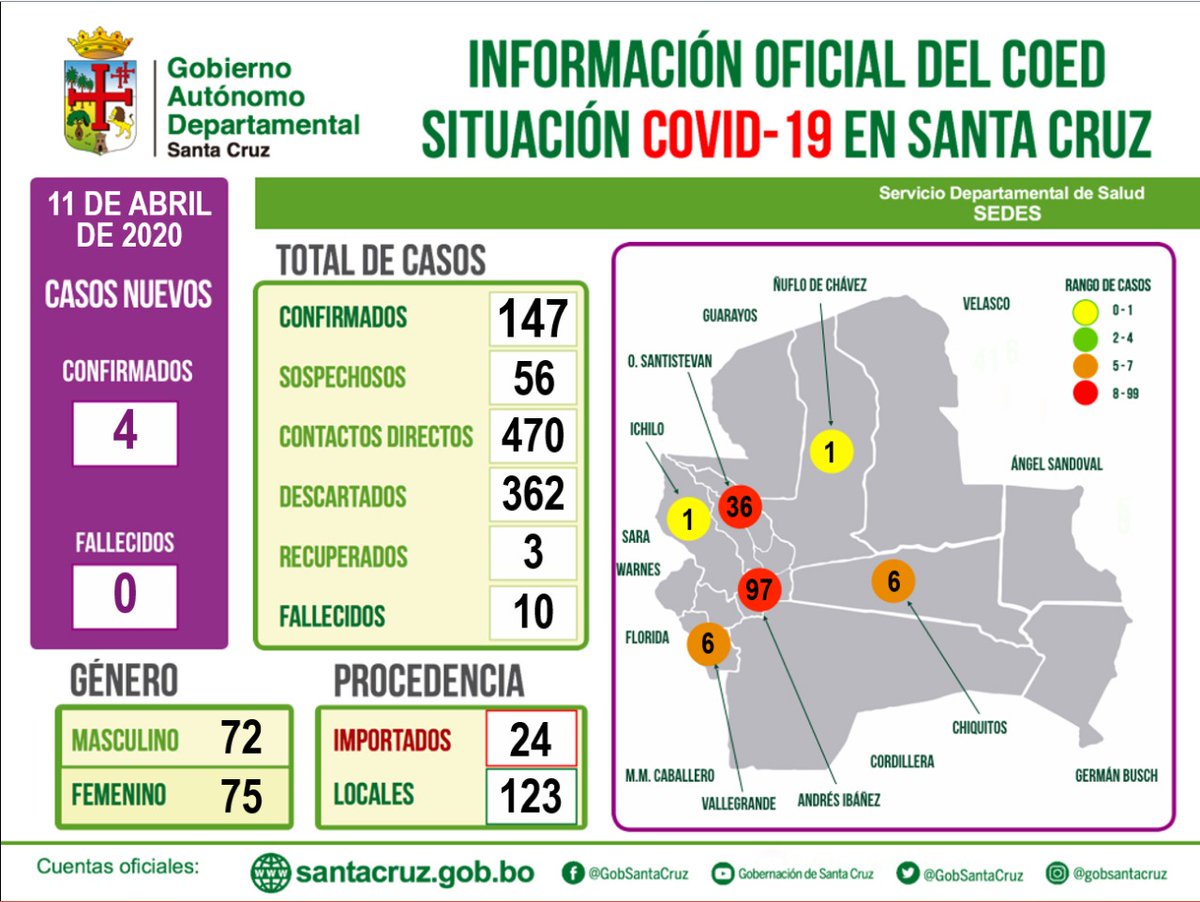 Gobierno
Autónomo
Departamental
Santa Cruz
INFORMACIÓN OFICIAL DEL COED
SITUACIÓN COVID-19 EN SANTA CRUZ
Servicio Departamental de Salud
SEDES
11 DE ABRIL
DE 2020
CASOS NUEVOS
CONFIRMADOS
4
FALLECIDOS
0
TOTAL DE CASOS
CONFIRMADOS 147
SOSPECHOSOS 56
CONTACTOS DIRECTOS 470
DESCARTADOS 362
RECUPERADOS 3
FALLECIDOS 10
GÉNERO
MASCULINO 72
FEMENINO 75
PROCEDENCIA
IMPORTADOS 24
LOCALES 123
ÑUFLO DE CHÁVEZ
GUARAYOS
VELASCO
O. SANTISTEVAN
ICHILO
ÁNGEL SANDOVAL
SARA
WARNES
FLORIDA
CHIQUITOS
CORDILLERA
M.M. CABALLERO
VALLEGRANDE
ANDRÉS IBÁÑEZ
GERMÁN BUSCH
1
36
1
97
6
6
RANGO DE CASOS
0 - 1
2 - 4
5 - 7
8 - 99
Cuentas oficiales:
www
santacruz.gob.bo
@GobSantaCruz
Gobernación de Santa Cruz
@GobSantaCruz
@gobsantacruz